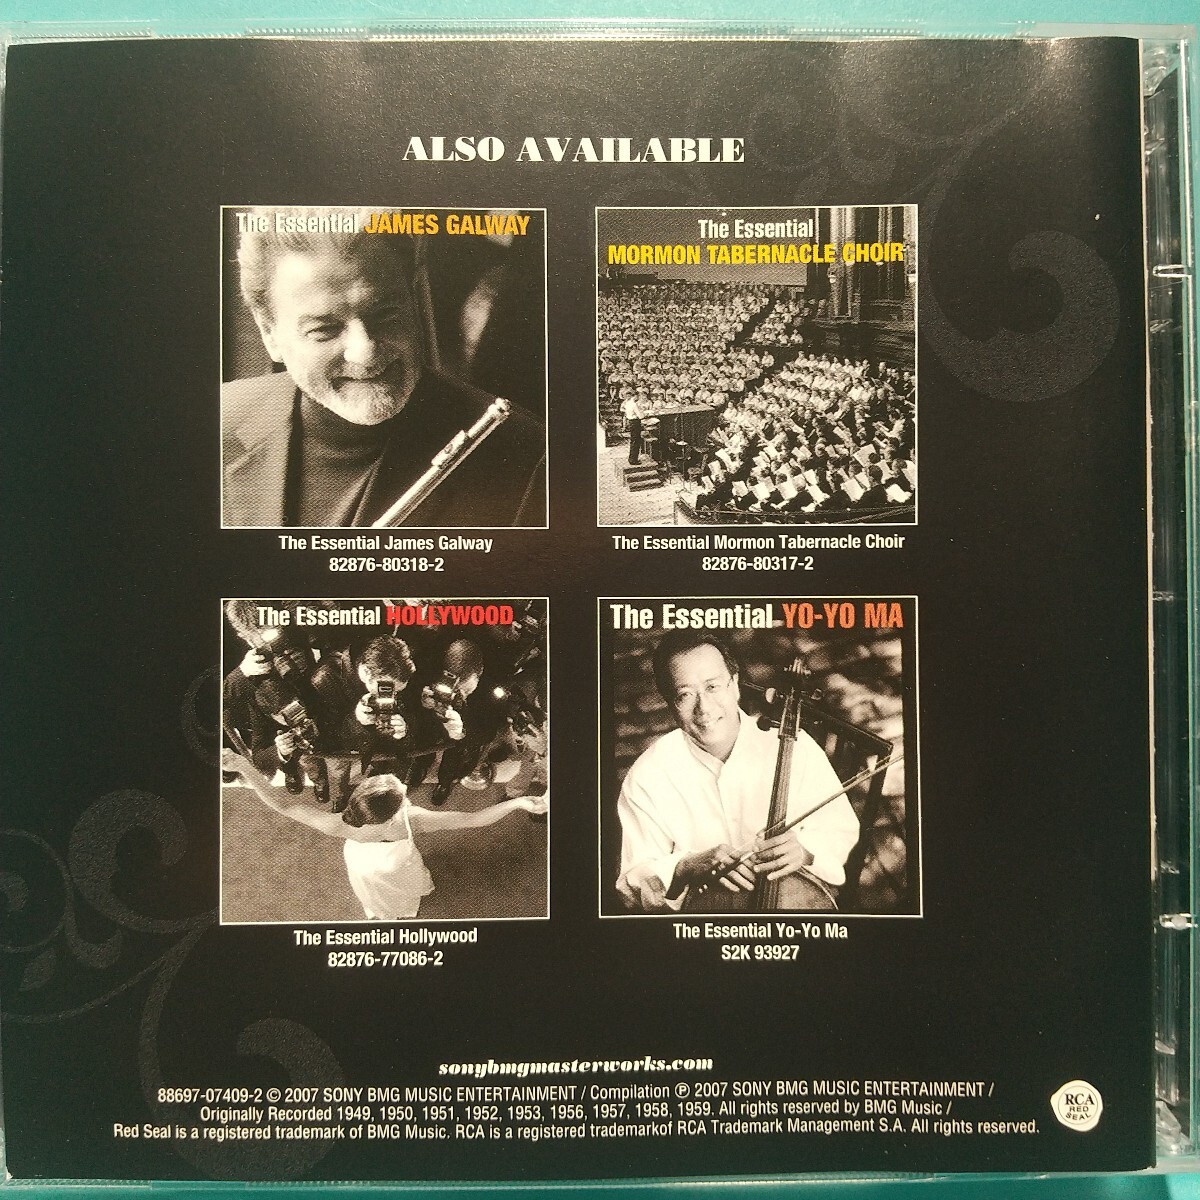 ALSO AVAILABLE
The Essential JAMES GALWAY
The Essential James Galway
82876-80318-2
The Essential
MORMON TABERNACLE CHOIR
The Essential Mormon Tabernacle Choir
82876-80317-2
The Essential HOLLYWOOD
The Essential Hollywood
82876-77086-2
The Essential YO-YO MA
The Essential Yo-Yo Ma
S2K 93927
sonybmgmasterworks.com
88697-07409-2 © 2007 SONY BMG MUSIC ENTERTAINMENT / Compilation ℗ 2007 SONY BMG MUSIC ENTERTAINMENT /
Originally Recorded 1949, 1950, 1951, 1952, 1953, 1956, 1957, 1958, 1959. All rights reserved by BMG Music /
Red Seal is a registered trademark of BMG Music. RCA is a registered trademarkof RCA Trademark Management S.A. All rights reserved.
RCA
RED
SEAL